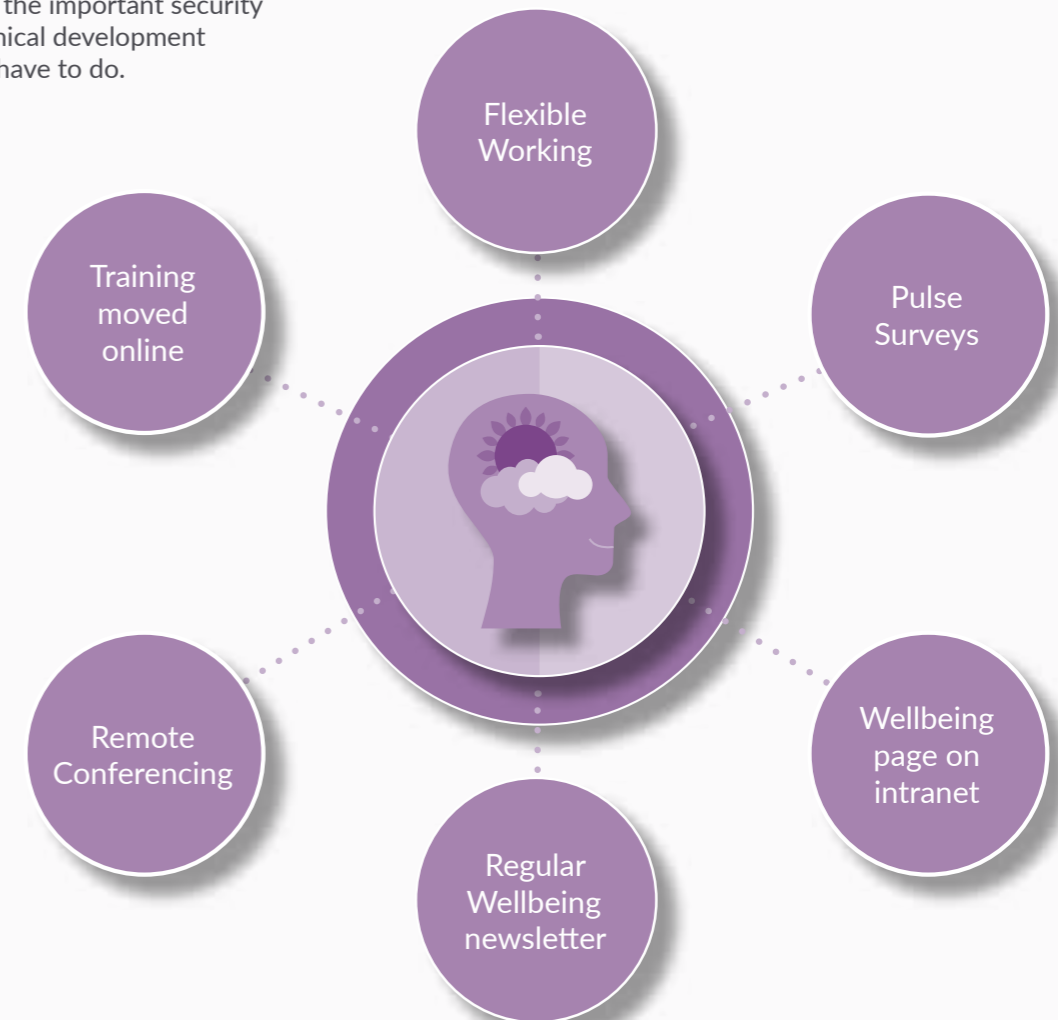 the important security
development
have to do.
Flexible
Working
Training
moved
online
Pulse
Surveys
Remote
Conferencing
Wellbeing
page on
intranet
Regular
Wellbeing
newsletter